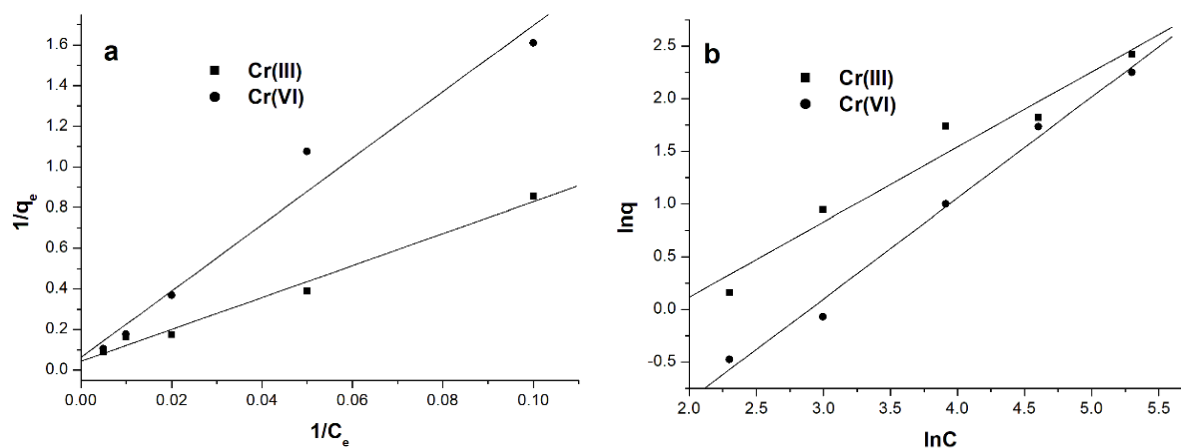 a
Cr(III)
Cr(VI)
1/qₑ
1.6
1.4
1.2
1.0
0.8
0.6
0.4
0.2
0.0
0.00 0.02 0.04 0.06 0.08 0.10
1/Cₑ
b
Cr(III)
Cr(VI)
lnq
2.5
2.0
1.5
1.0
0.5
0.0
-0.5
2.0 2.5 3.0 3.5 4.0 4.5 5.0 5.5
lnC